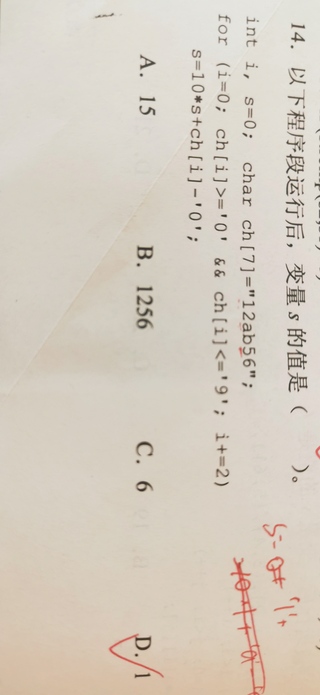 14. 以下程序段运行后，变量 s 的值是（　　）。
int i, s=0; char ch[7]="12ab56";
for (i=0; ch[i]>='0' && ch[i]<='9'; i+=2)
s=10*s+ch[i]-'0';
A. 15 B. 1256 C. 6 D. 1